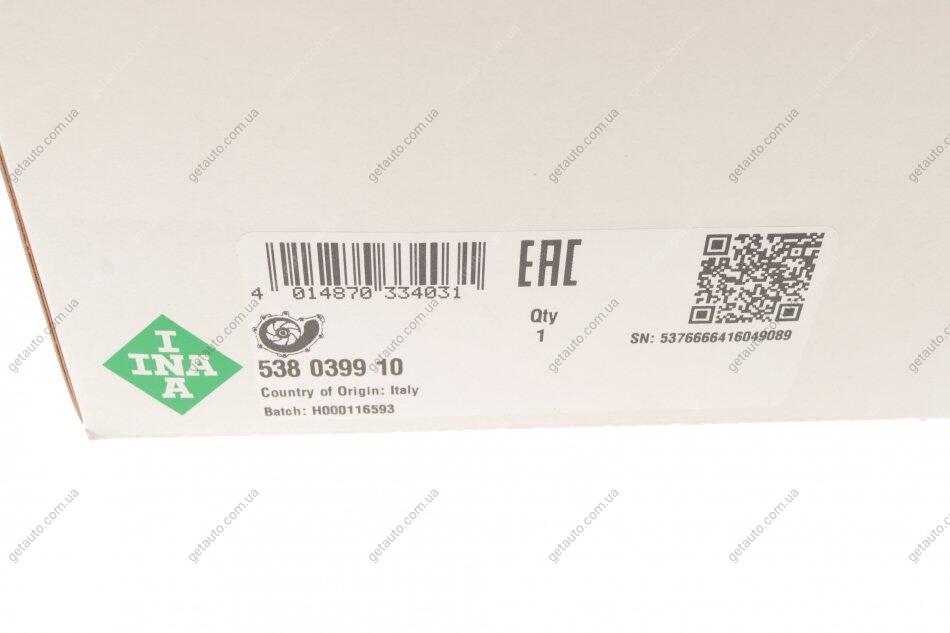 4 014870 334031
EAC
Qty
1
SN: 5376666416049089
I
INA
A
538 0399 10
Country of Origin: Italy
Batch: H000116593
getauto.com.ua